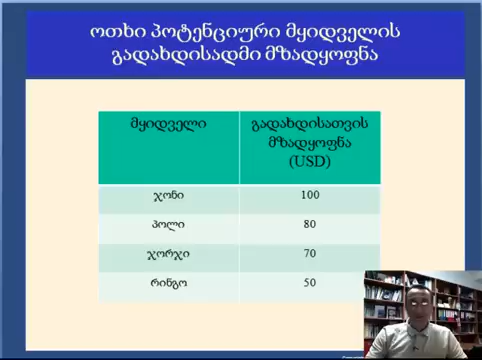 ოთხი პოტენციური მყიდველის
გადახდისადმი მზადყოფნა
მყიდველი
გადახდისათვის
მზადყოფნა
(USD)
ჯონი 100
პოლი 80
ჯორჯი 70
რინგო 50